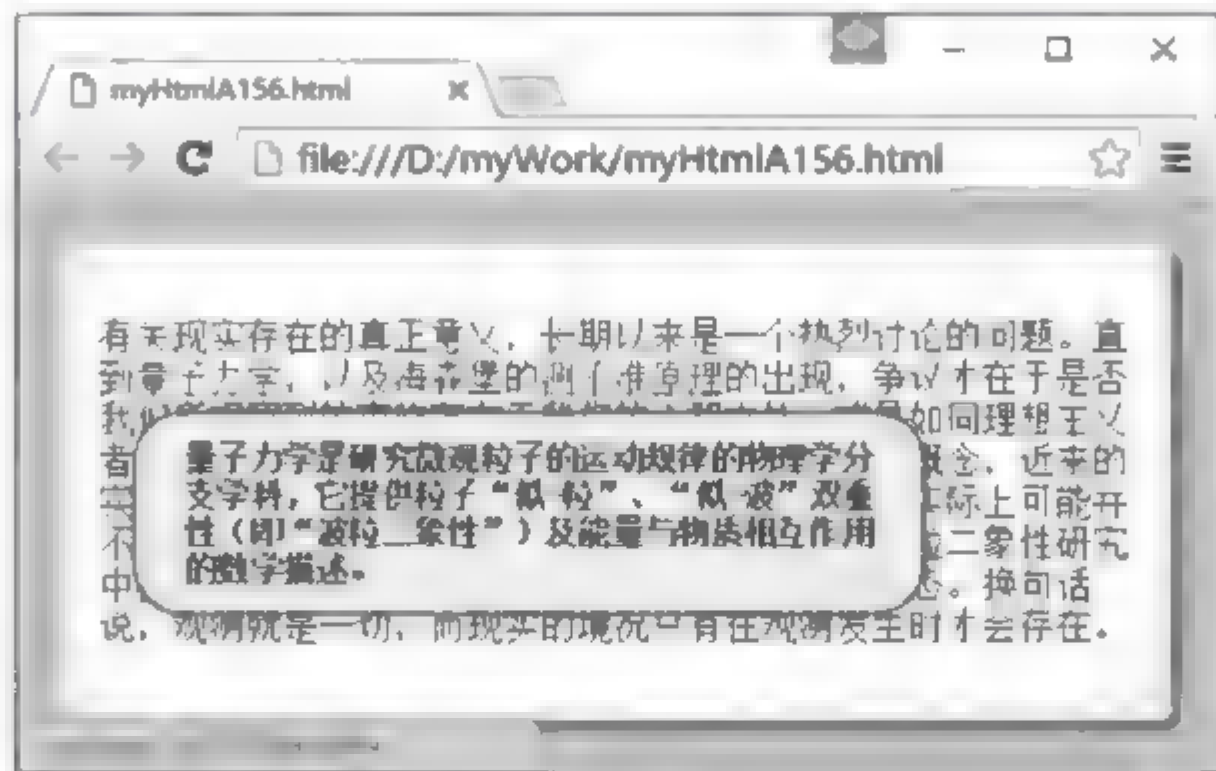 myHtmlA156.html
file:///D:/myWork/myHtmlA156.html
有关现实存在的真正意义，长期以来是一个热烈讨论的问题。直
到量子力学，以及海森堡的测不准原理的出现，争议才在于是否
我们 如何理想主义
者 概念，近来的
实际上可能开
不 二象性研究
中 。换句话
说，观测就是一切，而现实的境况只有在观测发生时才会存在。
量子力学是研究微观粒子的运动规律的物理学分
支学科，它提供粒子“似-粒”、“似-波”双重
性（即“波粒二象性”）及能量与物质相互作用
的数学描述。